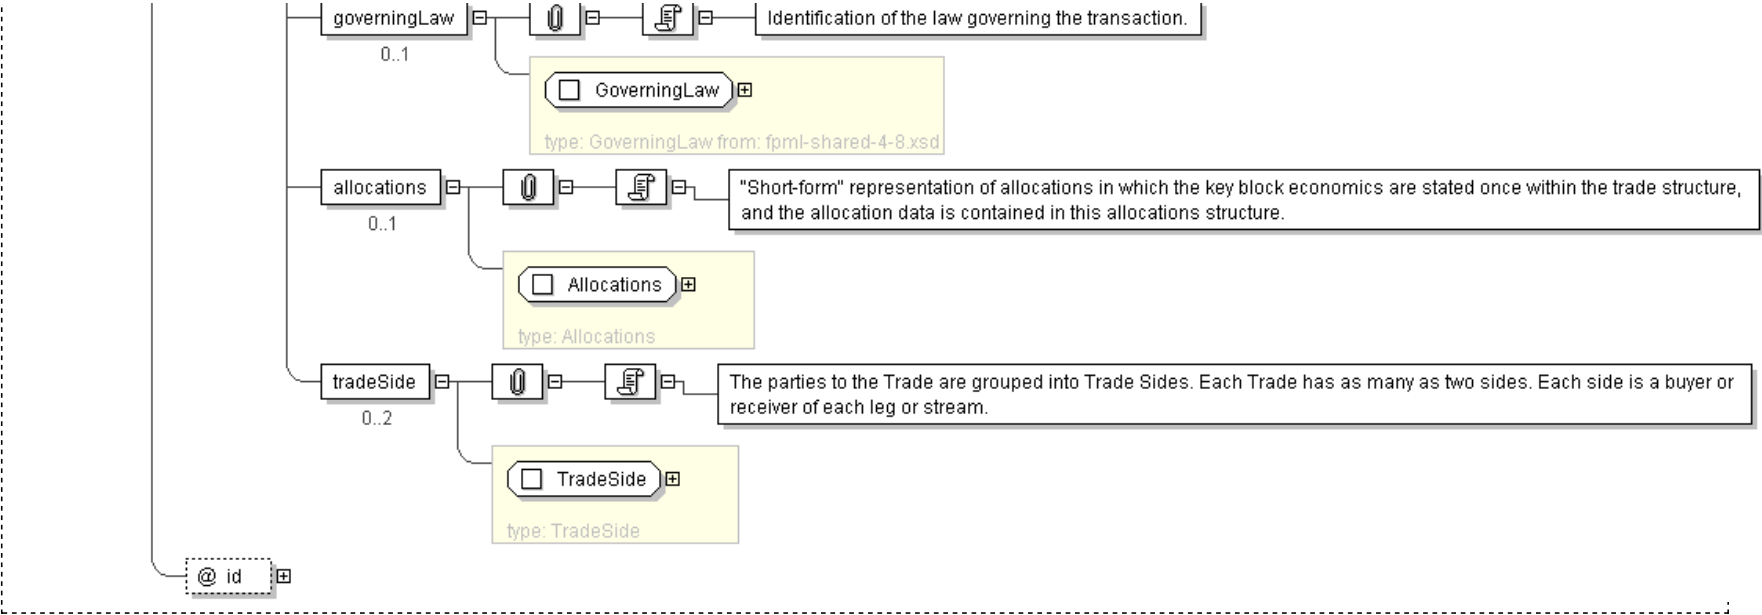 governingLaw
Identification of the law governing the transaction.
0..1
GoverningLaw
type: GoverningLaw from: fpml-shared-4-8.xsd
allocations
"Short-form" representation of allocations in which the key block economics are stated once within the trade structure,
and the allocation data is contained in this allocations structure.
0..1
Allocations
type: Allocations
tradeSide
The parties to the Trade are grouped into Trade Sides. Each Trade has as many as two sides. Each side is a buyer or
receiver of each leg or stream.
0..2
TradeSide
type: TradeSide
@ id